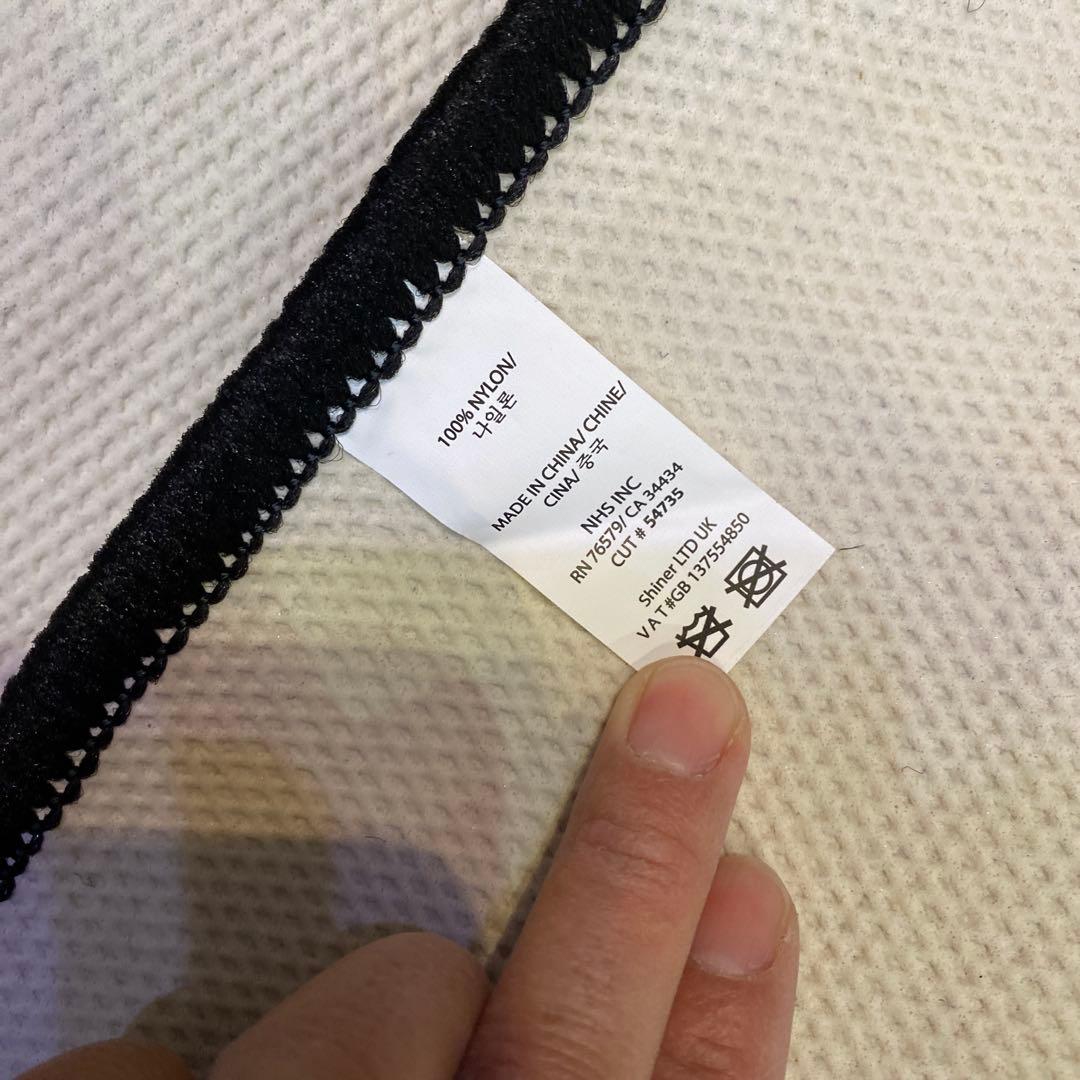 100% NYLON/
나일론
MADE IN CHINA/ CHINE/
CINA/ 중국
NHS INC
RN 76579/ CA 34434
CUT # 54735
Shiner LTD UK
V A T #GB 137554850